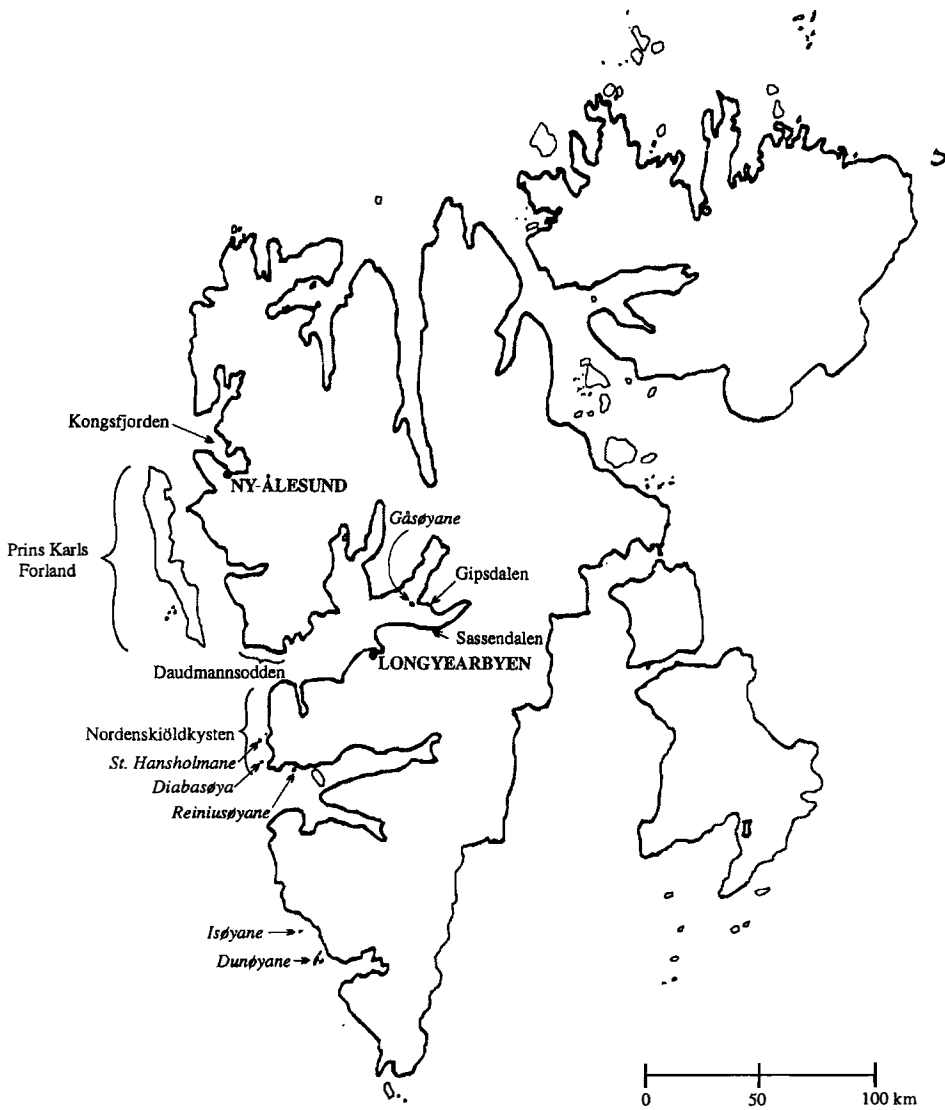 Kongsfjorden
NY-ÅLESUND
Gåsøyane
Prins Karls
Forland
Gipsdalen
Sassendalen
LONGYEARBYEN
Daudmannsodden
Nordenskiöldkysten
St. Hansholmane
Diabasøya
Reiniusøyane
Isøyane
Dunøyane
0 50 100 km